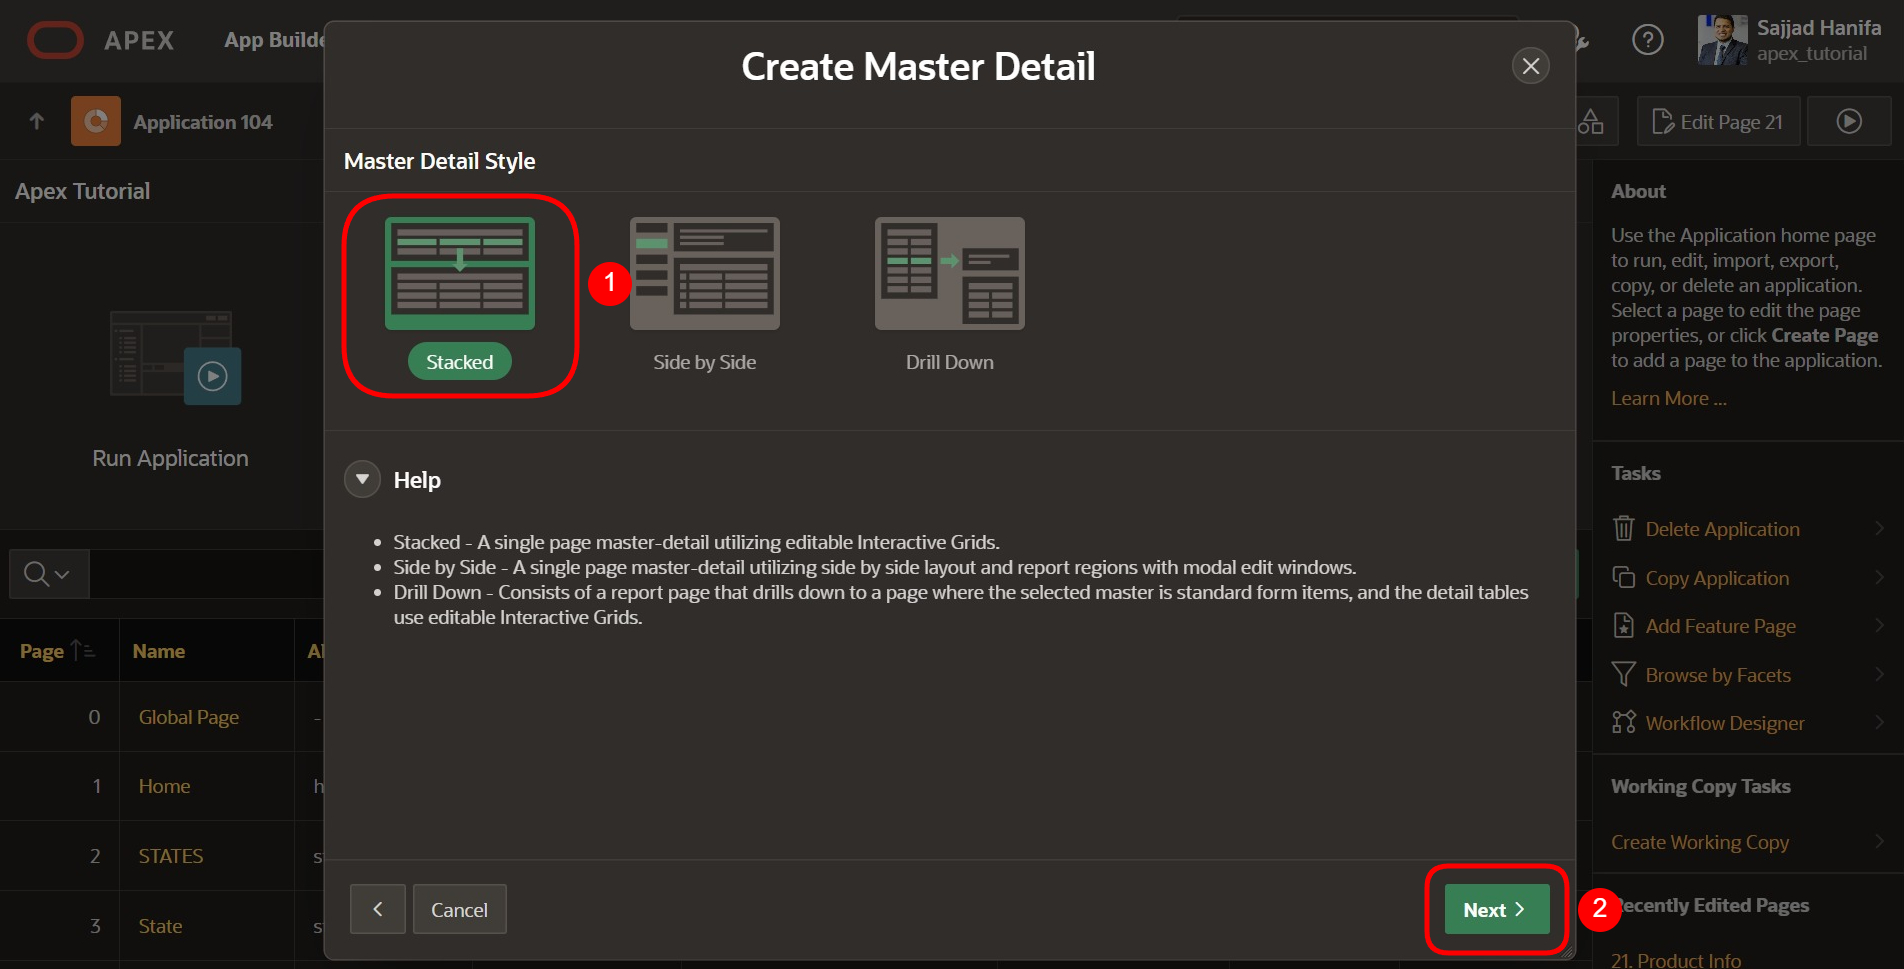 APEX
App Builde
Sajjad Hanifa
apex_tutorial
Application 104
Edit Page 21
Apex Tutorial
Run Application
Page
Name
Al
0
Global Page
-
1
Home
h
2
STATES
s
3
State
s
Create Master Detail
Master Detail Style
1
Stacked
Side by Side
Drill Down
Help
• Stacked - A single page master-detail utilizing editable Interactive Grids.
• Side by Side - A single page master-detail utilizing side by side layout and report regions with modal edit windows.
• Drill Down - Consists of a report page that drills down to a page where the selected master is standard form items, and the detail tables
use editable Interactive Grids.
Cancel
Next
2
About
Use the Application home page
to run, edit, import, export,
copy, or delete an application.
Select a page to edit the page
properties, or click Create Page
to add a page to the application.
Learn More ...
Tasks
Delete Application
Copy Application
Add Feature Page
Browse by Facets
Workflow Designer
Working Copy Tasks
Create Working Copy
ecently Edited Pages
21. Product Info